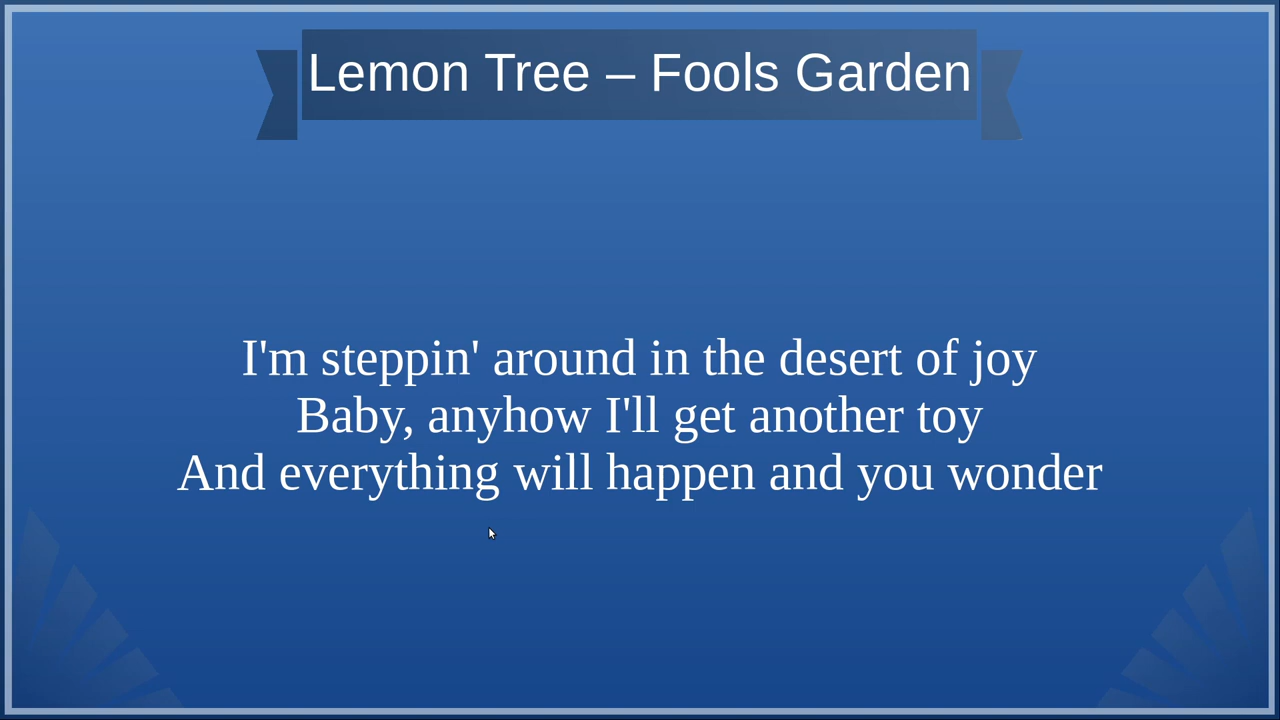 Lemon Tree – Fools Garden
I'm steppin' around in the desert of joy
Baby, anyhow I'll get another toy
And everything will happen and you wonder